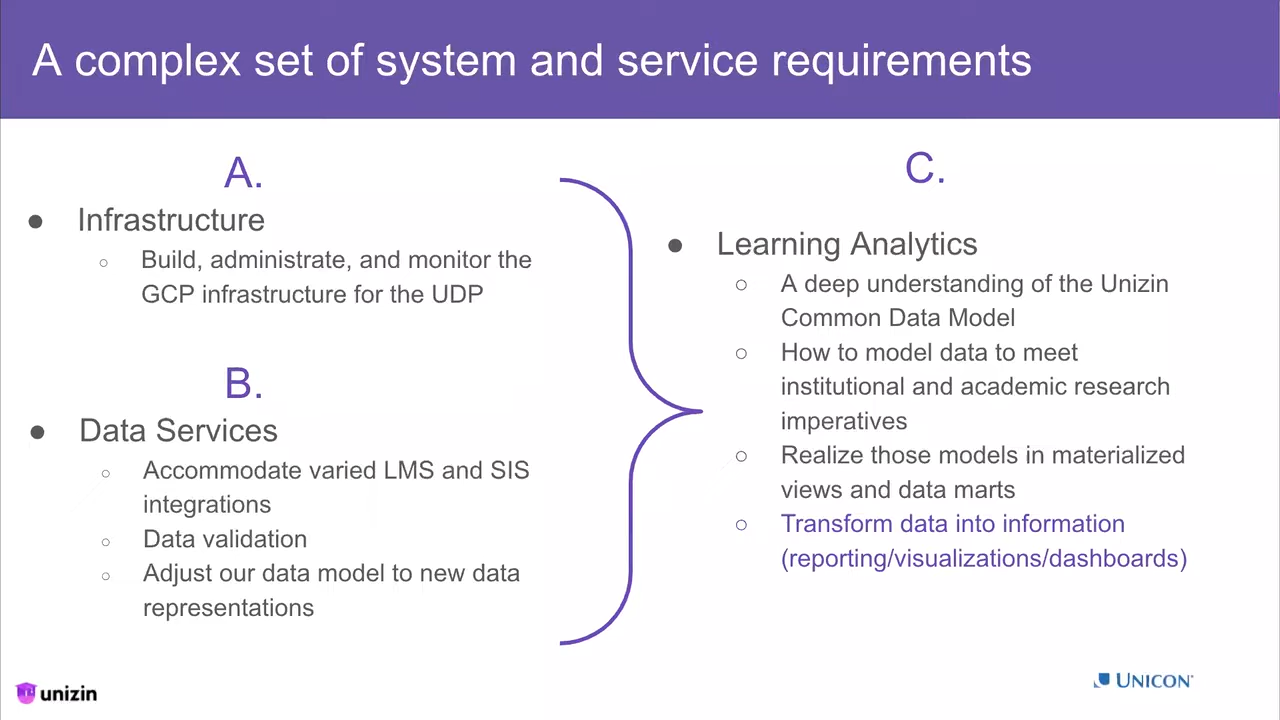 A complex set of system and service requirements
A.
● Infrastructure
○ Build, administrate, and monitor the
GCP infrastructure for the UDP
B.
● Data Services
○ Accommodate varied LMS and SIS
integrations
○ Data validation
○ Adjust our data model to new data
representations
C.
● Learning Analytics
○ A deep understanding of the Unizin
Common Data Model
○ How to model data to meet
institutional and academic research
imperatives
○ Realize those models in materialized
views and data marts
○ Transform data into information
(reporting/visualizations/dashboards)
unizin
UNICON